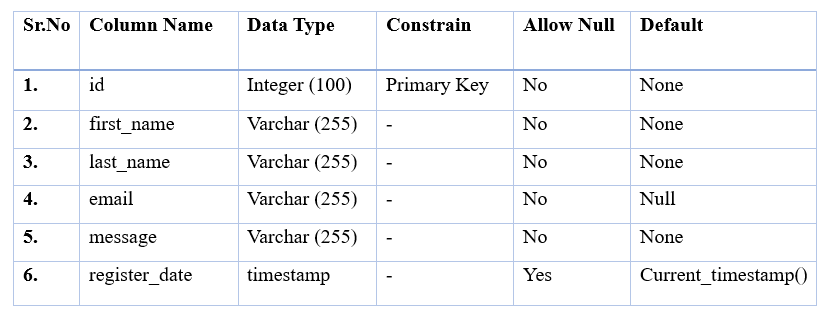 Sr.No Column Name Data Type Constrain Allow Null Default
1. id Integer (100) Primary Key No None
2. first_name Varchar (255) - No None
3. last_name Varchar (255) - No None
4. email Varchar (255) - No Null
5. message Varchar (255) - No None
6. register_date timestamp - Yes Current_timestamp()